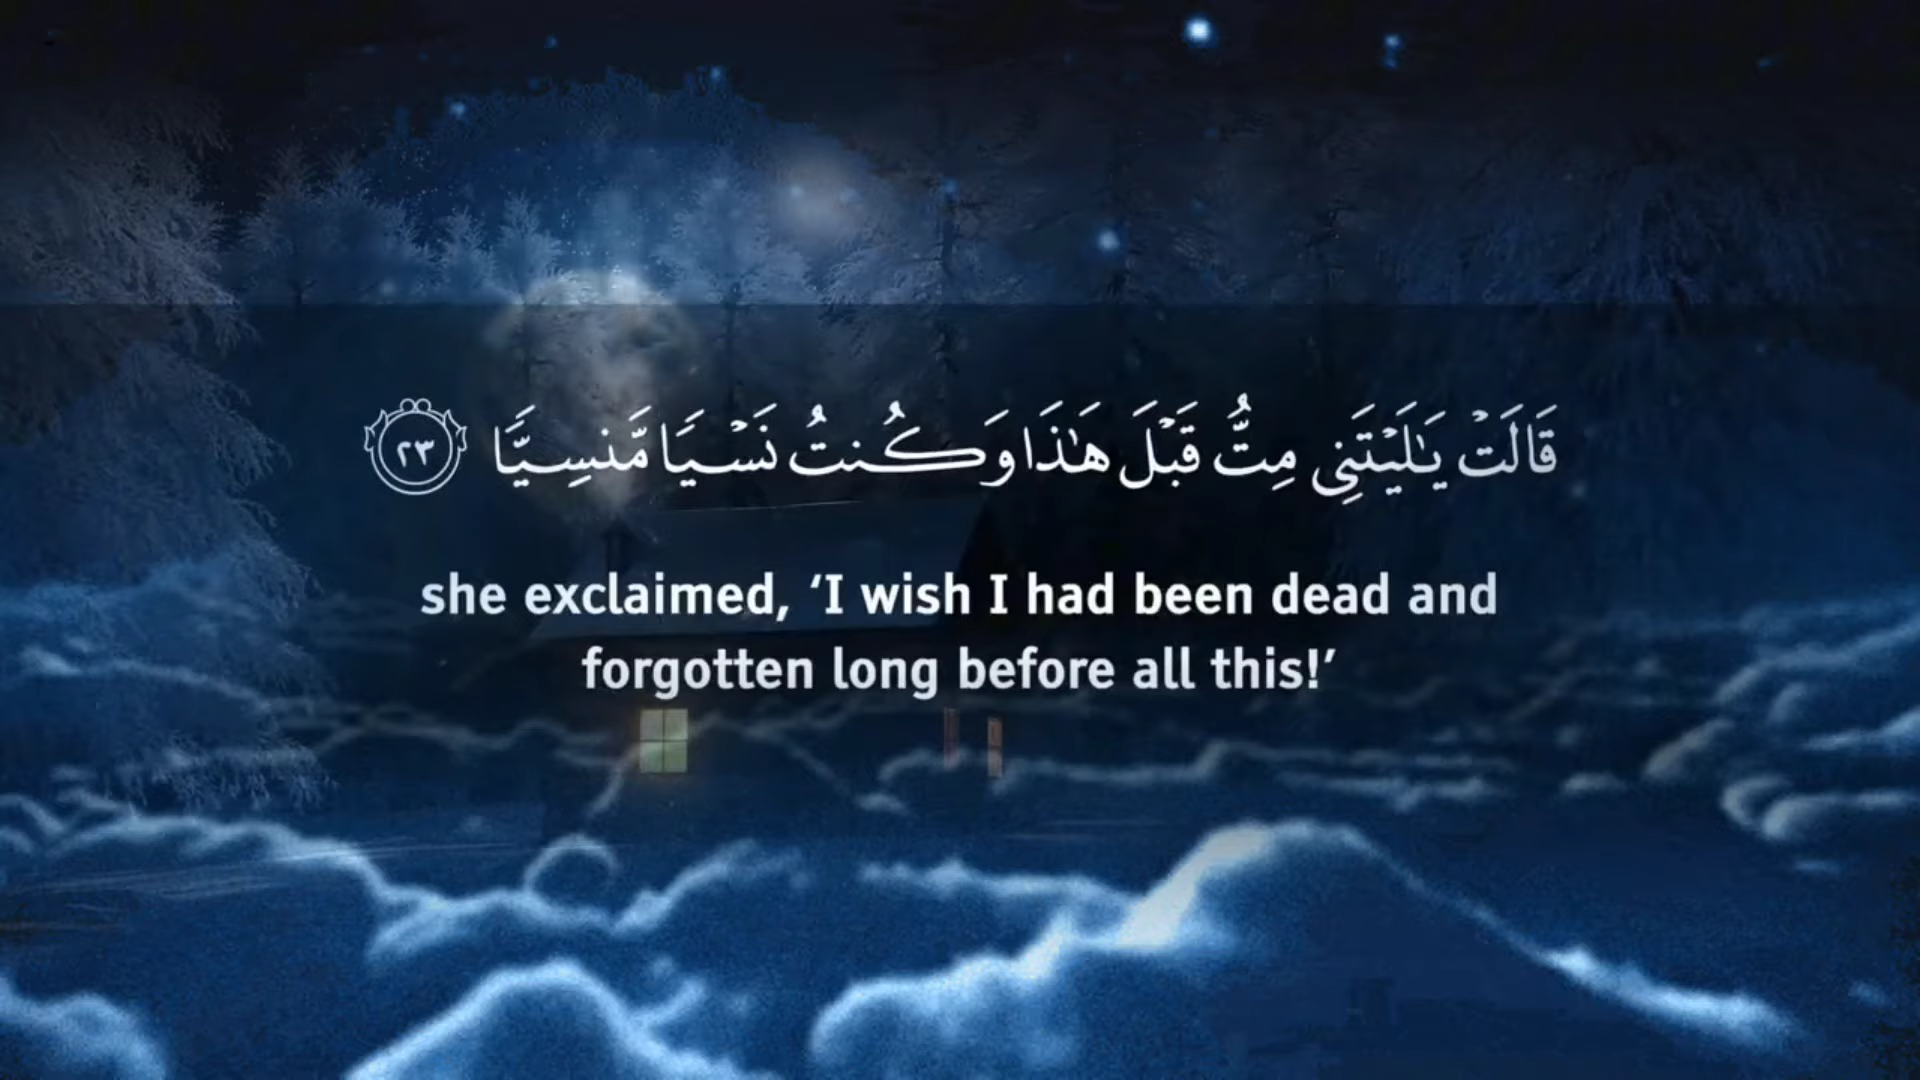 قَالَتْ يَٰلَيْتَنِى مِتُّ قَبْلَ هَٰذَا وَكُنتُ نَسْيًا مَّنسِيًّا ٢٣
she exclaimed, ‘I wish I had been dead and
forgotten long before all this!’